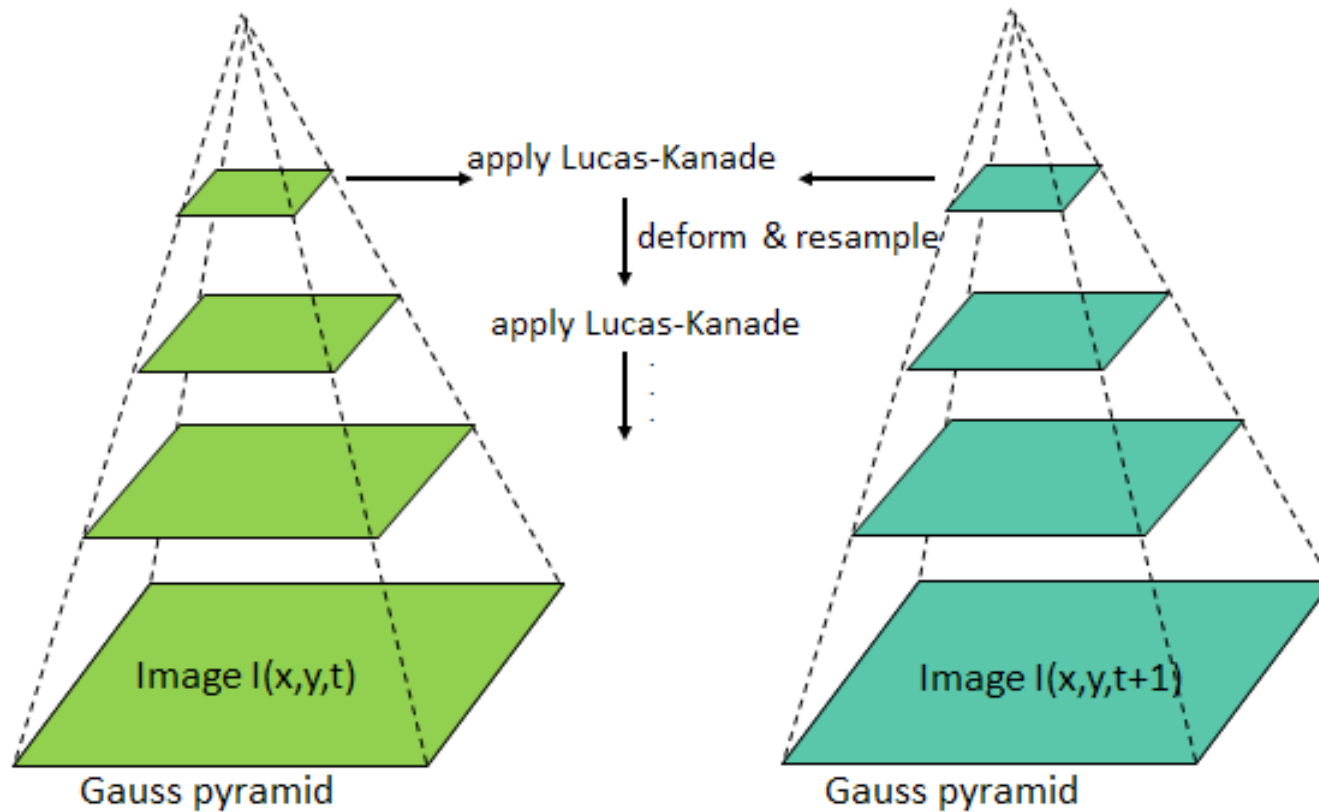 apply Lucas-Kanade
deform & resample
apply Lucas-Kanade
.
.
.
Image I(x,y,t)
Image I(x,y,t+1)
Gauss pyramid
Gauss pyramid